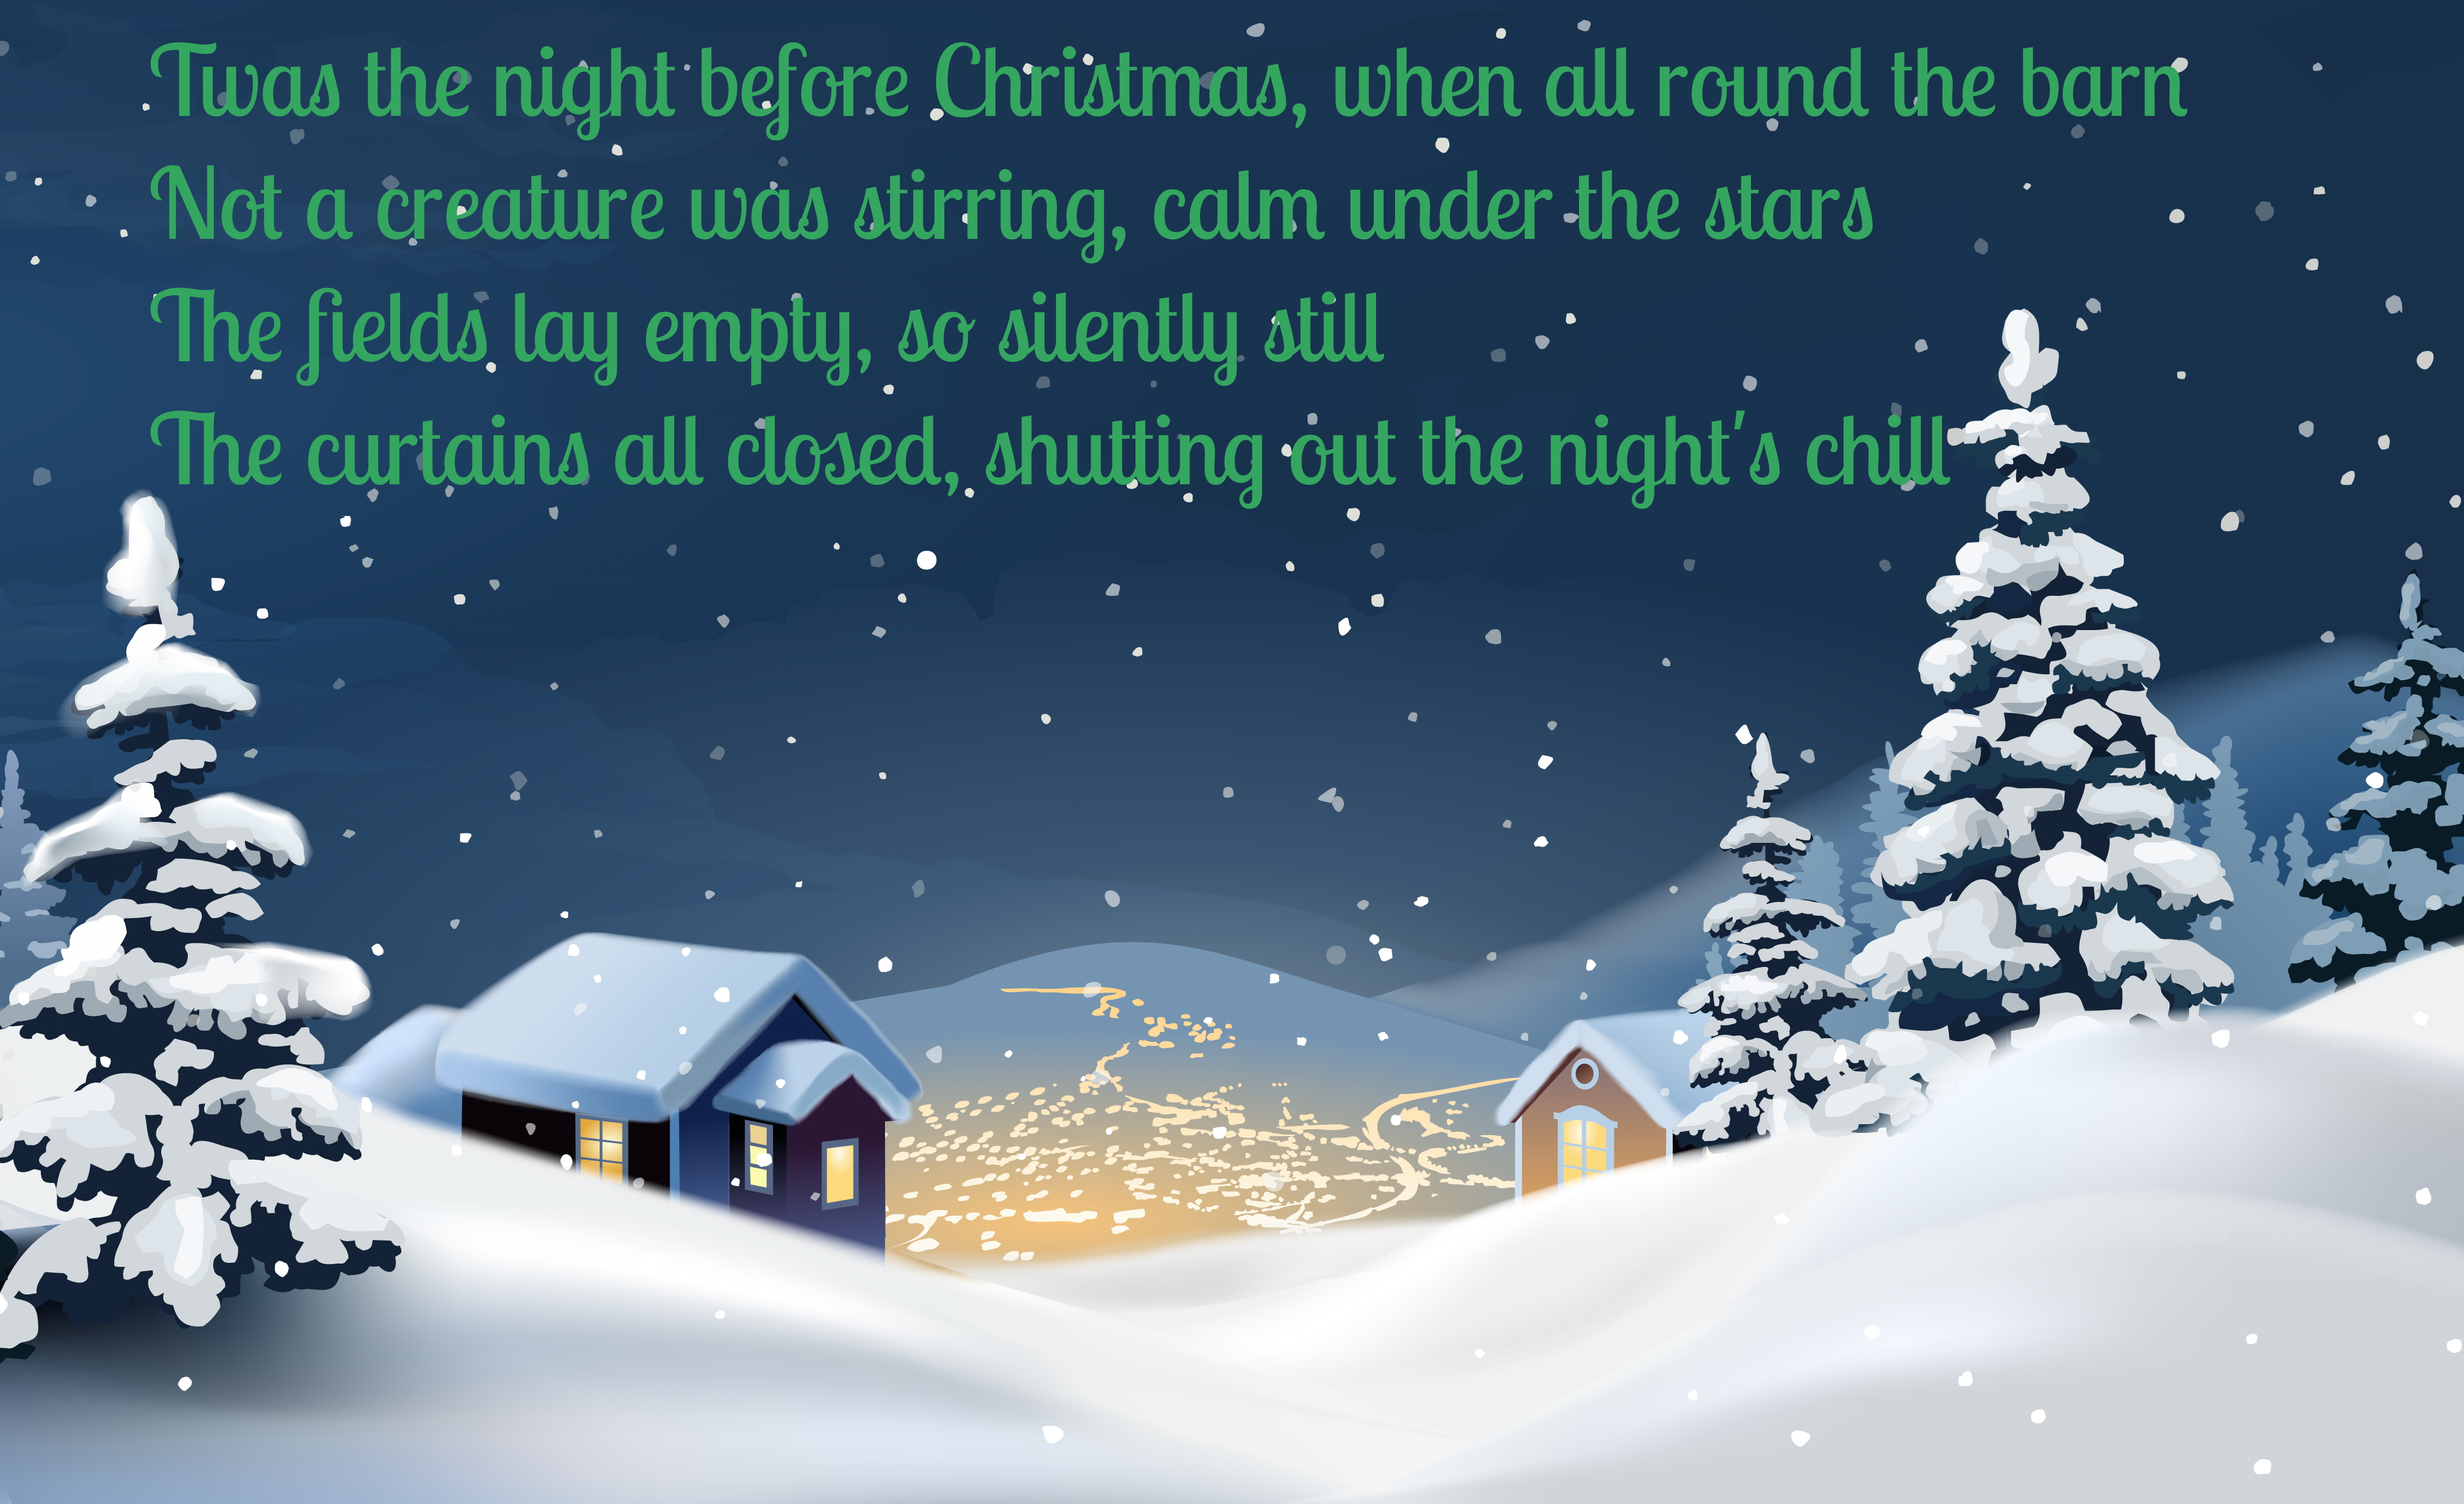 Twas the night before Christmas, when all round the barn
Not a creature was stirring, calm under the stars
The fields lay empty, so silently still
The curtains all closed, shutting out the night's chill